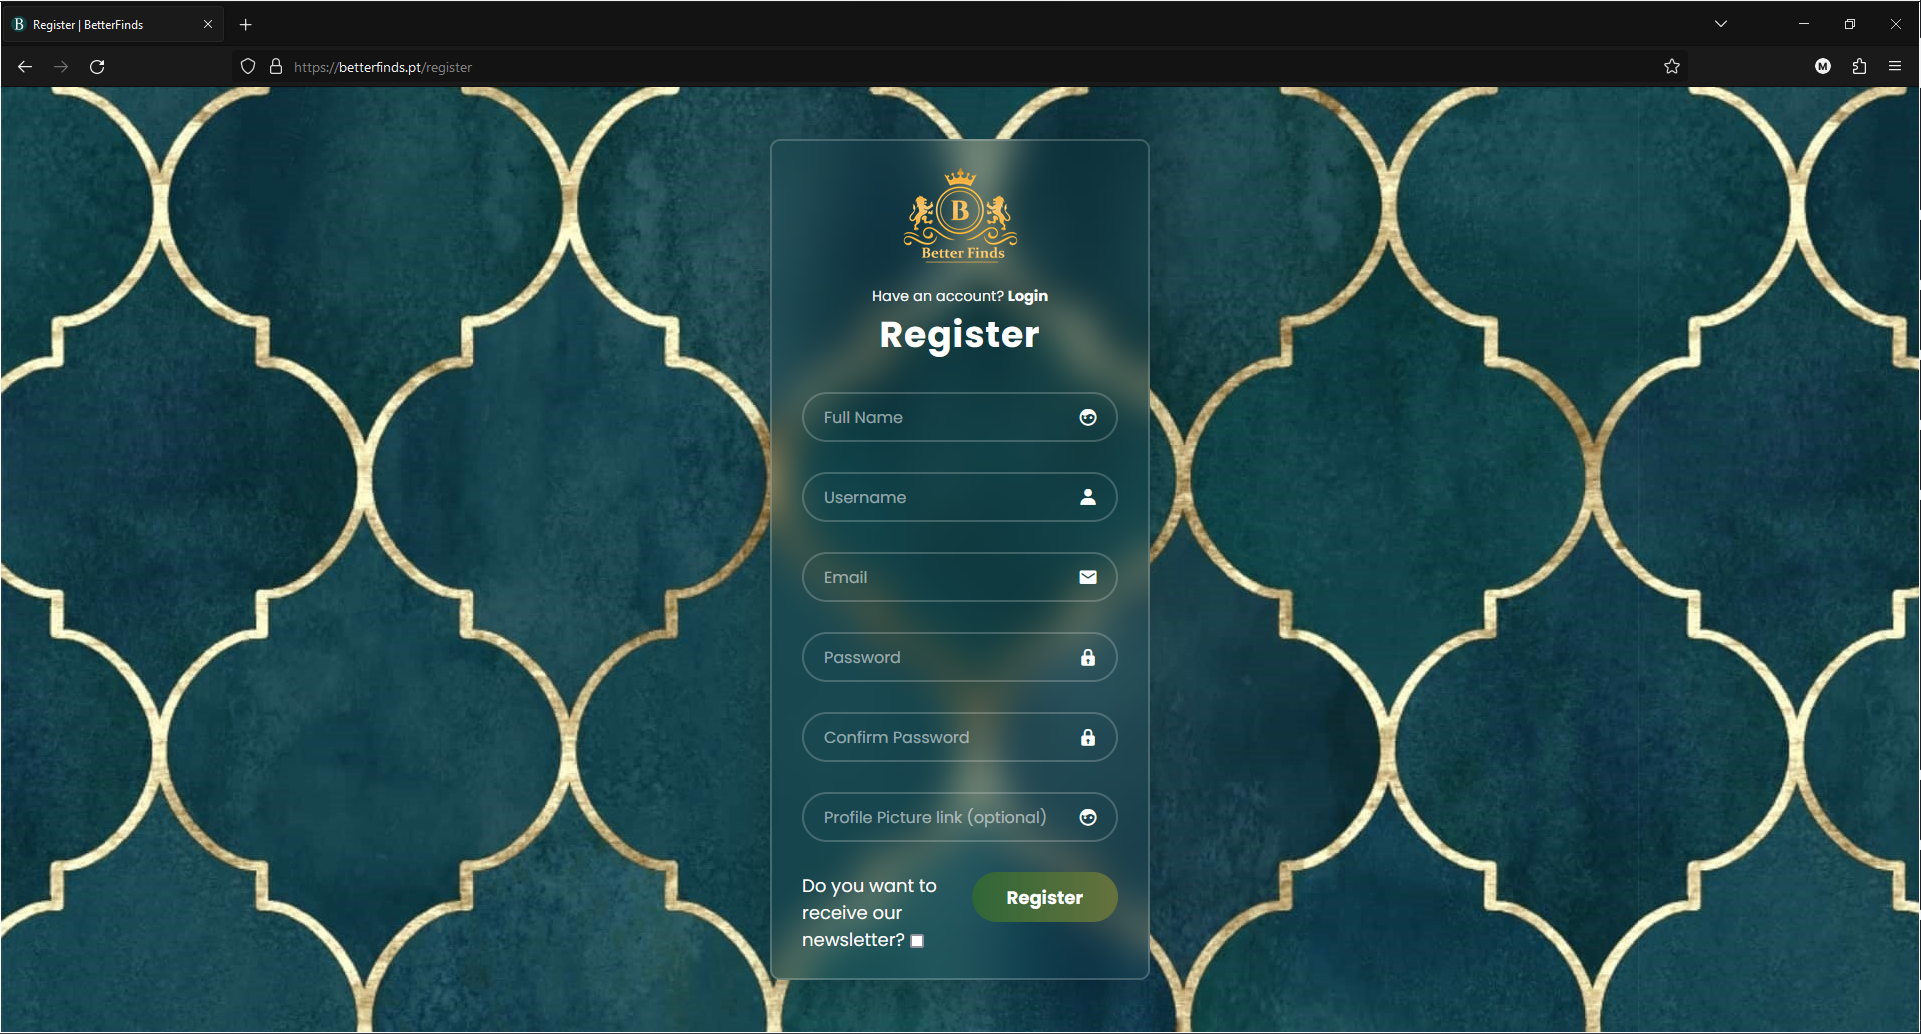 Register | BetterFinds
https://betterfinds.pt/register
M
B
Better Finds
Have an account? Login
Register
Full Name
Username
Email
Password
Confirm Password
Profile Picture link (optional)
Do you want to
receive our
newsletter?
Register